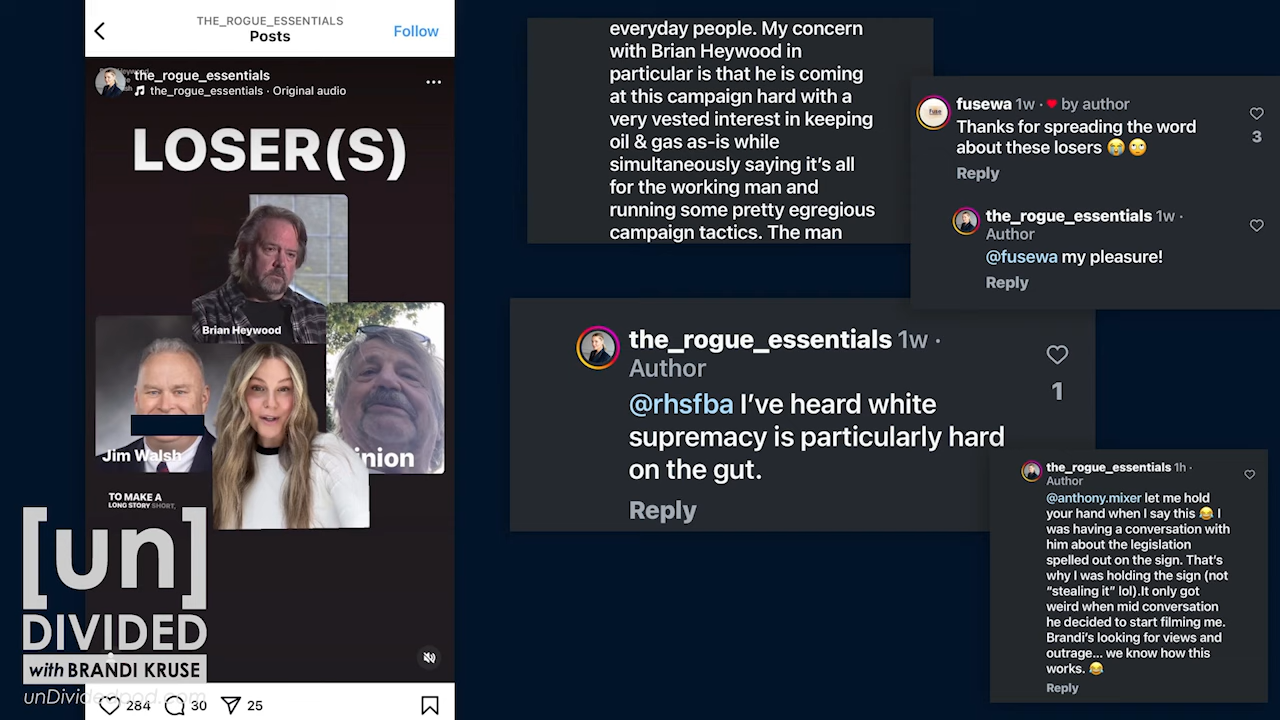 THE_ROGUE_ESSENTIALS
Posts
Follow
the_rogue_essentials
the_rogue_essentials · Original audio
LOSER(S)
Brian Heywood
Jim Walsh
inion
TO MAKE A
LONG STORY SHORT,
[un]
DIVIDED
with BRANDI KRUSE
unDividedpod.com
284
30
25
everyday people. My concern
with Brian Heywood in
particular is that he is coming
at this campaign hard with a
very vested interest in keeping
oil & gas as-is while
simultaneously saying it’s all
for the working man and
running some pretty egregious
campaign tactics. The man
fusewa 1w · ♥ by author
Thanks for spreading the word
about these losers 😭🙄
3
Reply
the_rogue_essentials 1w ·
Author
@fusewa my pleasure!
Reply
the_rogue_essentials 1w ·
Author
1
@rhsfba I’ve heard white
supremacy is particularly hard
on the gut.
Reply
the_rogue_essentials 1h ·
Author
@anthony.mixer let me hold
your hand when I say this 😂 I
was having a conversation with
him about the legislation
spelled out on the sign. That’s
why I was holding the sign (not
“stealing it” lol).It only got
weird when mid conversation
he decided to start filming me.
Brandi’s looking for views and
outrage... we know how this
works. 😂
Reply